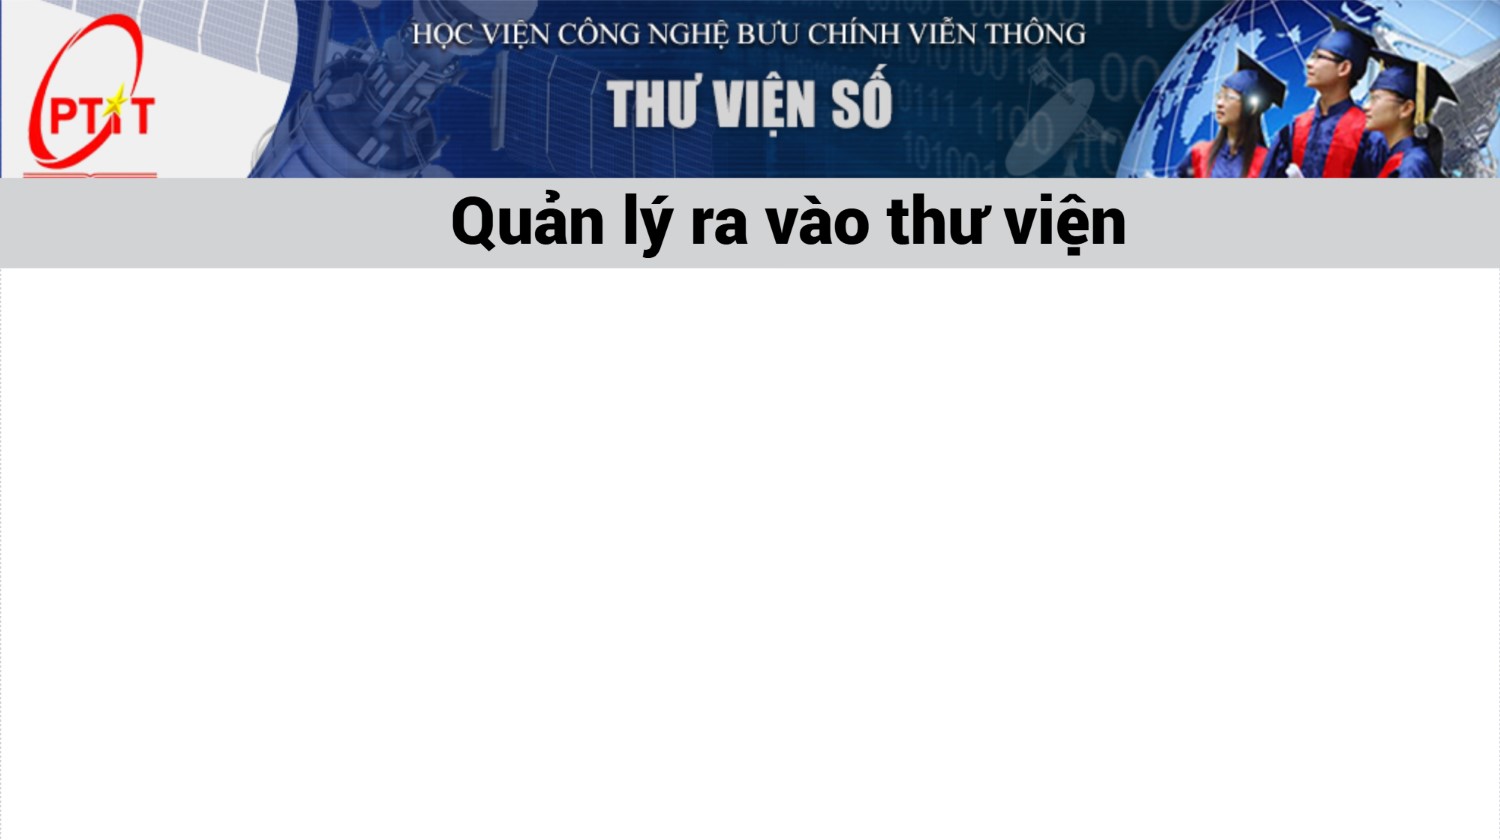 HỌC VIỆN CÔNG NGHỆ BƯU CHÍNH VIỄN THÔNG
THƯ VIỆN SỐ
PTIT
Quản lý ra vào thư viện